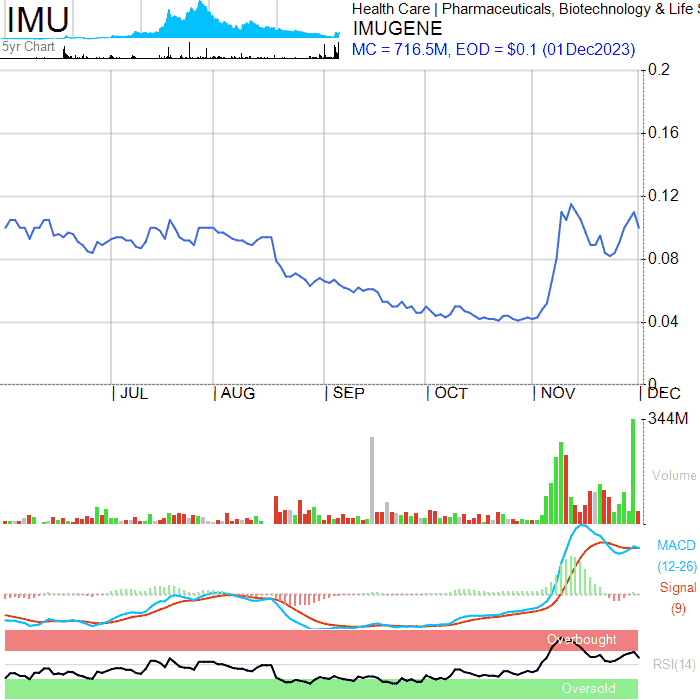 IMU
5yr Chart
Health Care | Pharmaceuticals, Biotechnology & Life S
IMUGENE
MC = 716.5M, EOD = $0.1 (01Dec2023)
0.2
0.16
0.12
0.08
0.04
0
JUL AUG SEP OCT NOV DEC
344M
Volume
MACD
(12-26)
Signal
(9)
Overbought
RSI(14)
Oversold